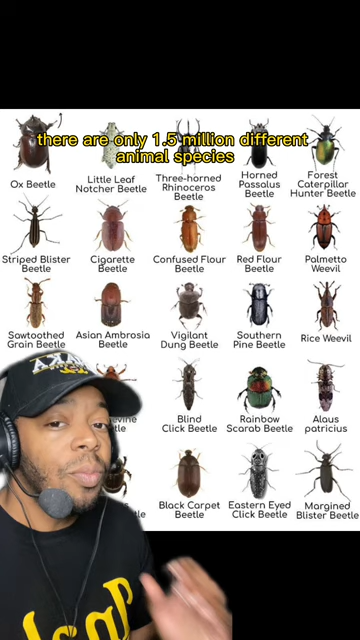 there are only 1.5 million different
animal species
Ox Beetle
Little Leaf
Notcher Beetle
Three-horned
Rhinoceros
Beetle
Horned
Passalus
Beetle
Forest
Caterpillar
Hunter Beetle
Striped Blister
Beetle
Cigarette
Beetle
Confused Flour
Beetle
Red Flour
Beetle
Palmetto
Weevil
Sawtoothed
Grain Beetle
Asian Ambrosia
Beetle
Vigilant
Dung Beetle
Southern
Pine Beetle
Rice Weevil
Blind
Click Beetle
Rainbow
Scarab Beetle
Alaus
patricius
Black Carpet
Beetle
Eastern Eyed
Click Beetle
Margined
Blister Beetle